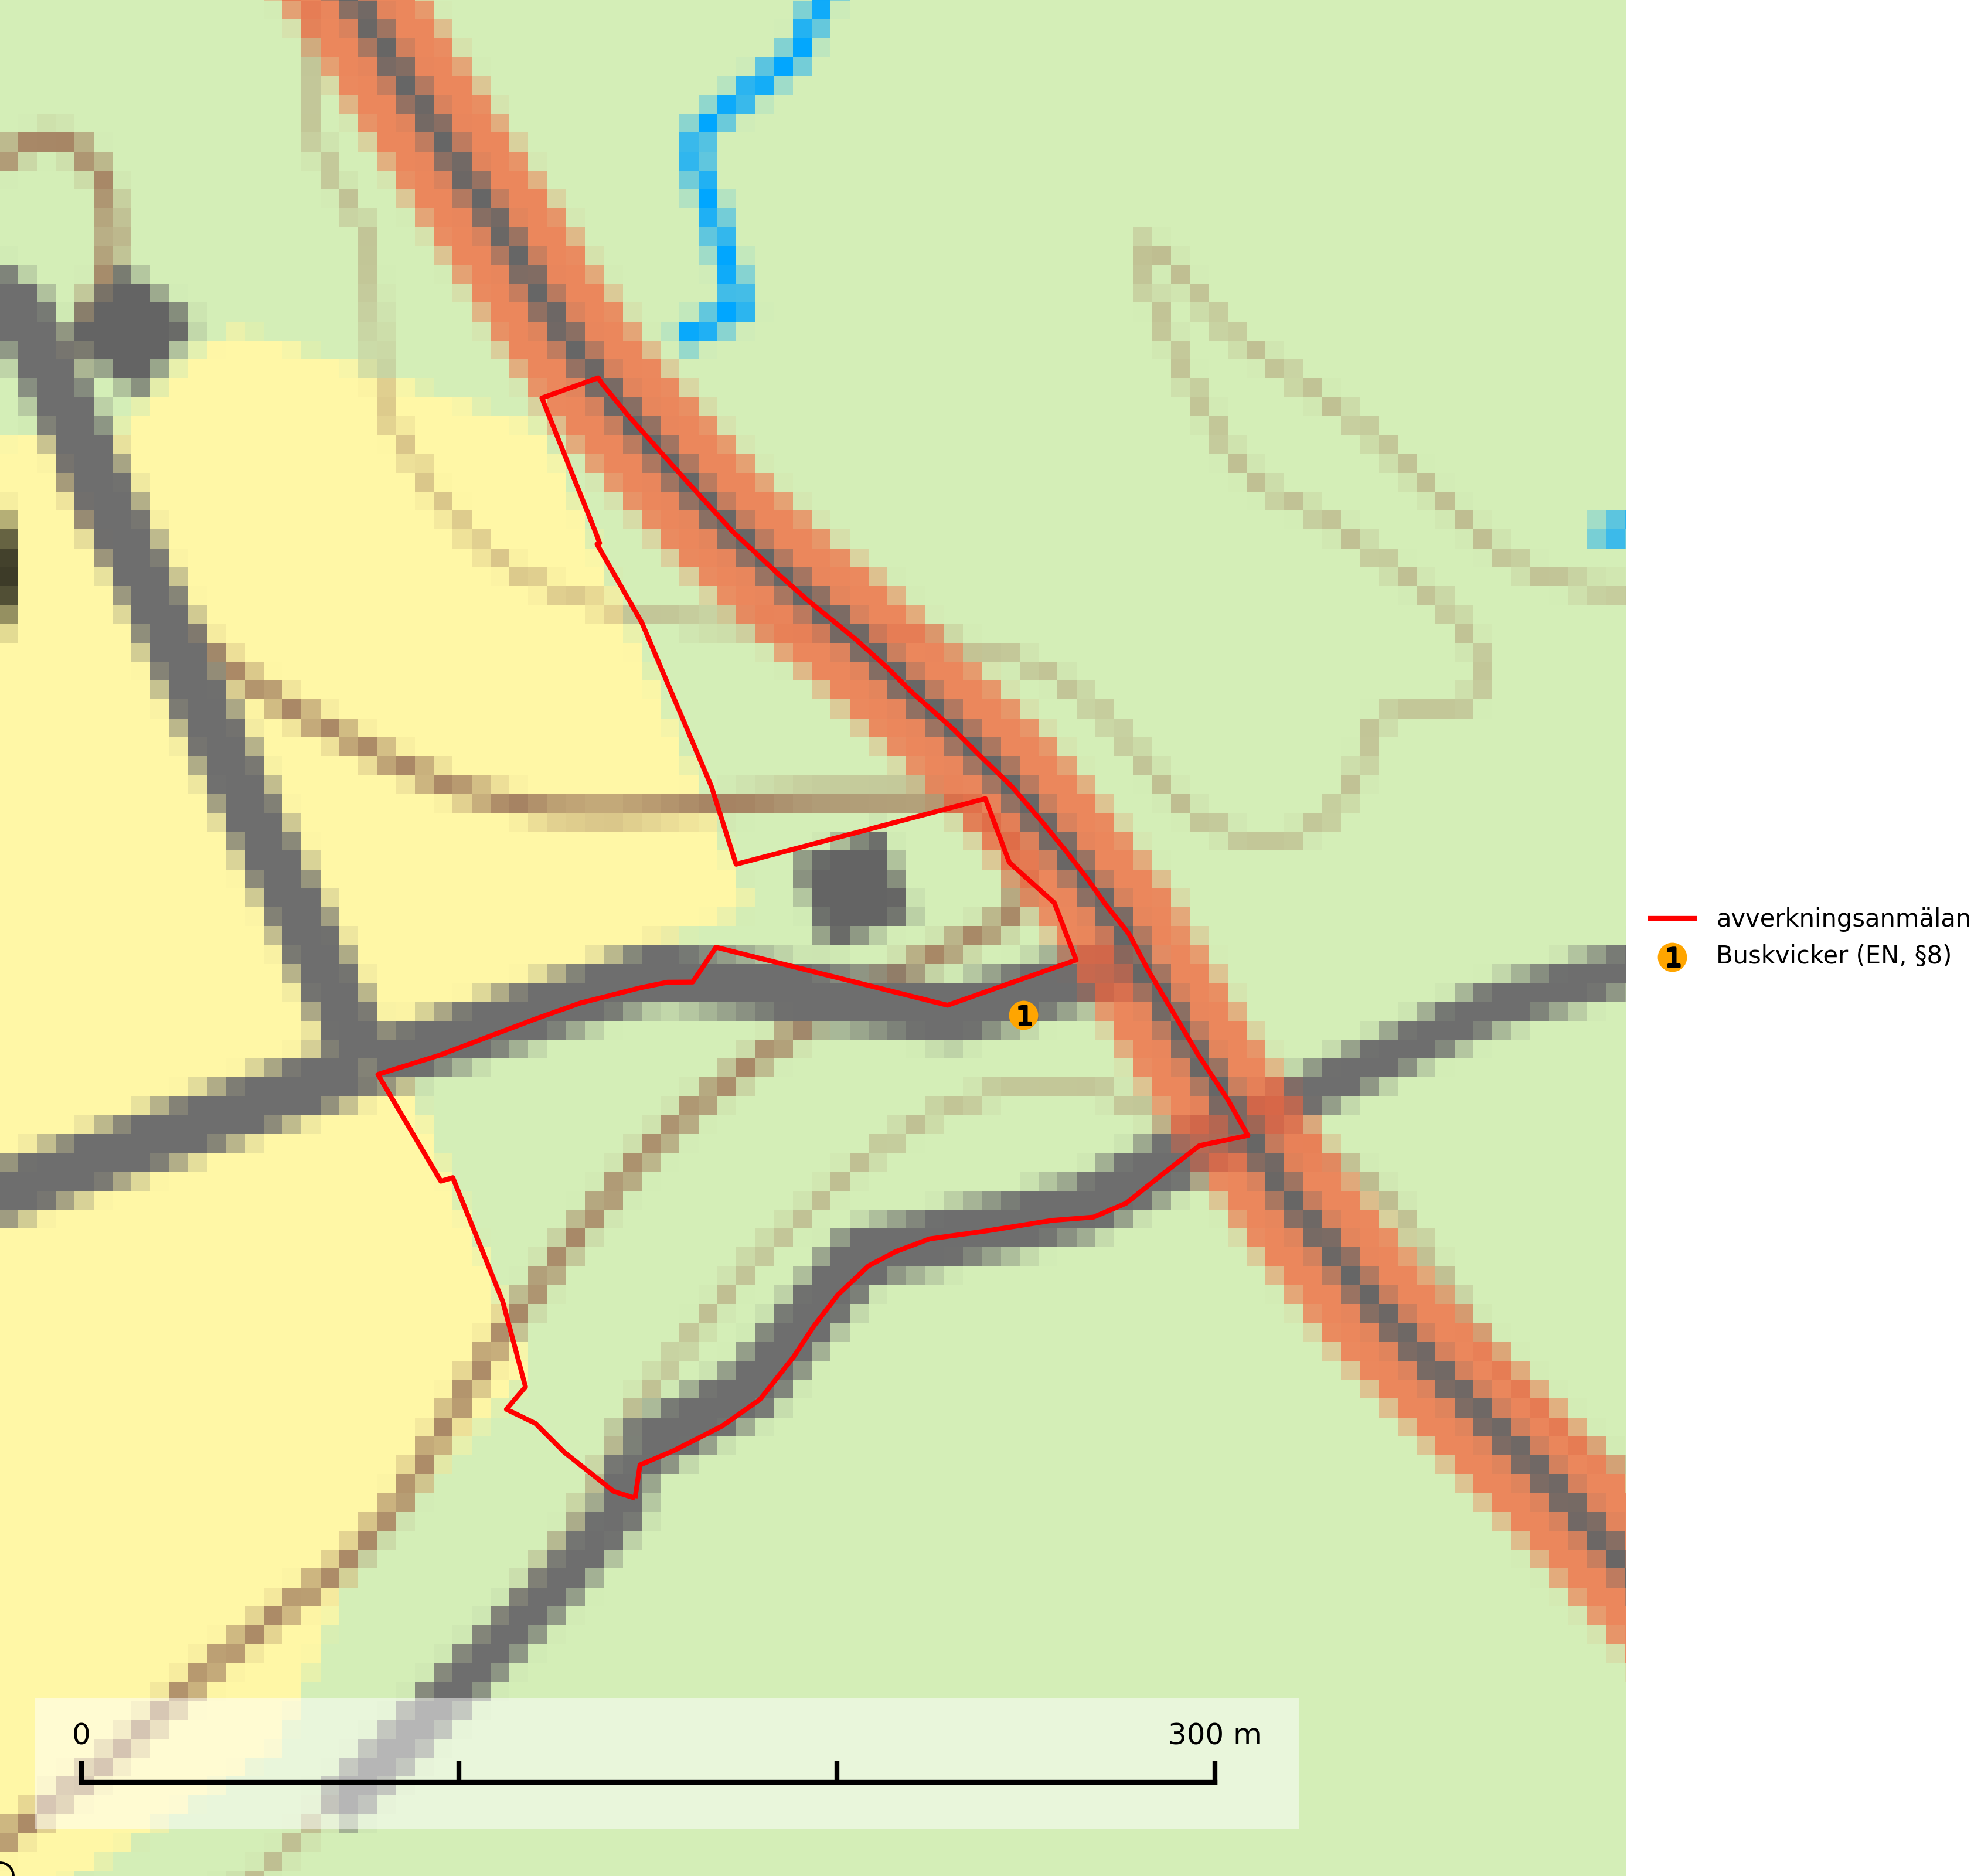 avverkningsanmälan
1 Buskvicker (EN, §8)
1
0 300 m